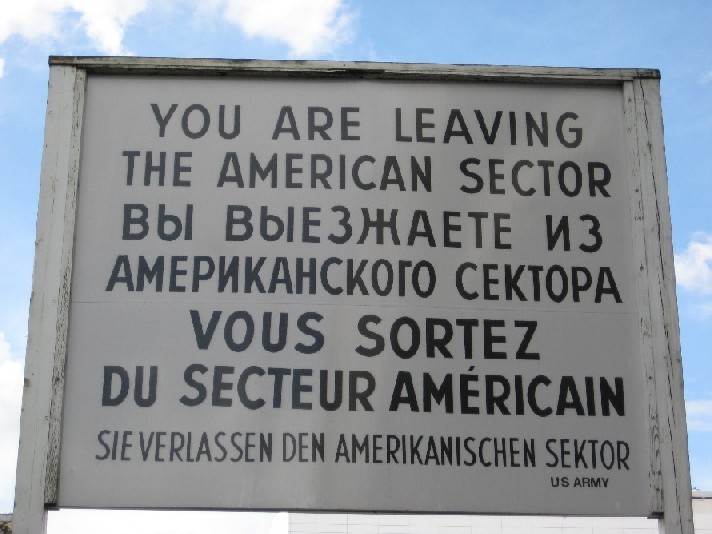 YOU ARE LEAVING
THE AMERICAN SECTOR
ВЫ ВЫЕЗЖАЕТЕ ИЗ
АМЕРИКАНСКОГО СЕКТОРА
VOUS SORTEZ
DU SECTEUR AMÉRICAIN
SIE VERLASSEN DEN AMERIKANISCHEN SEKTOR
US ARMY